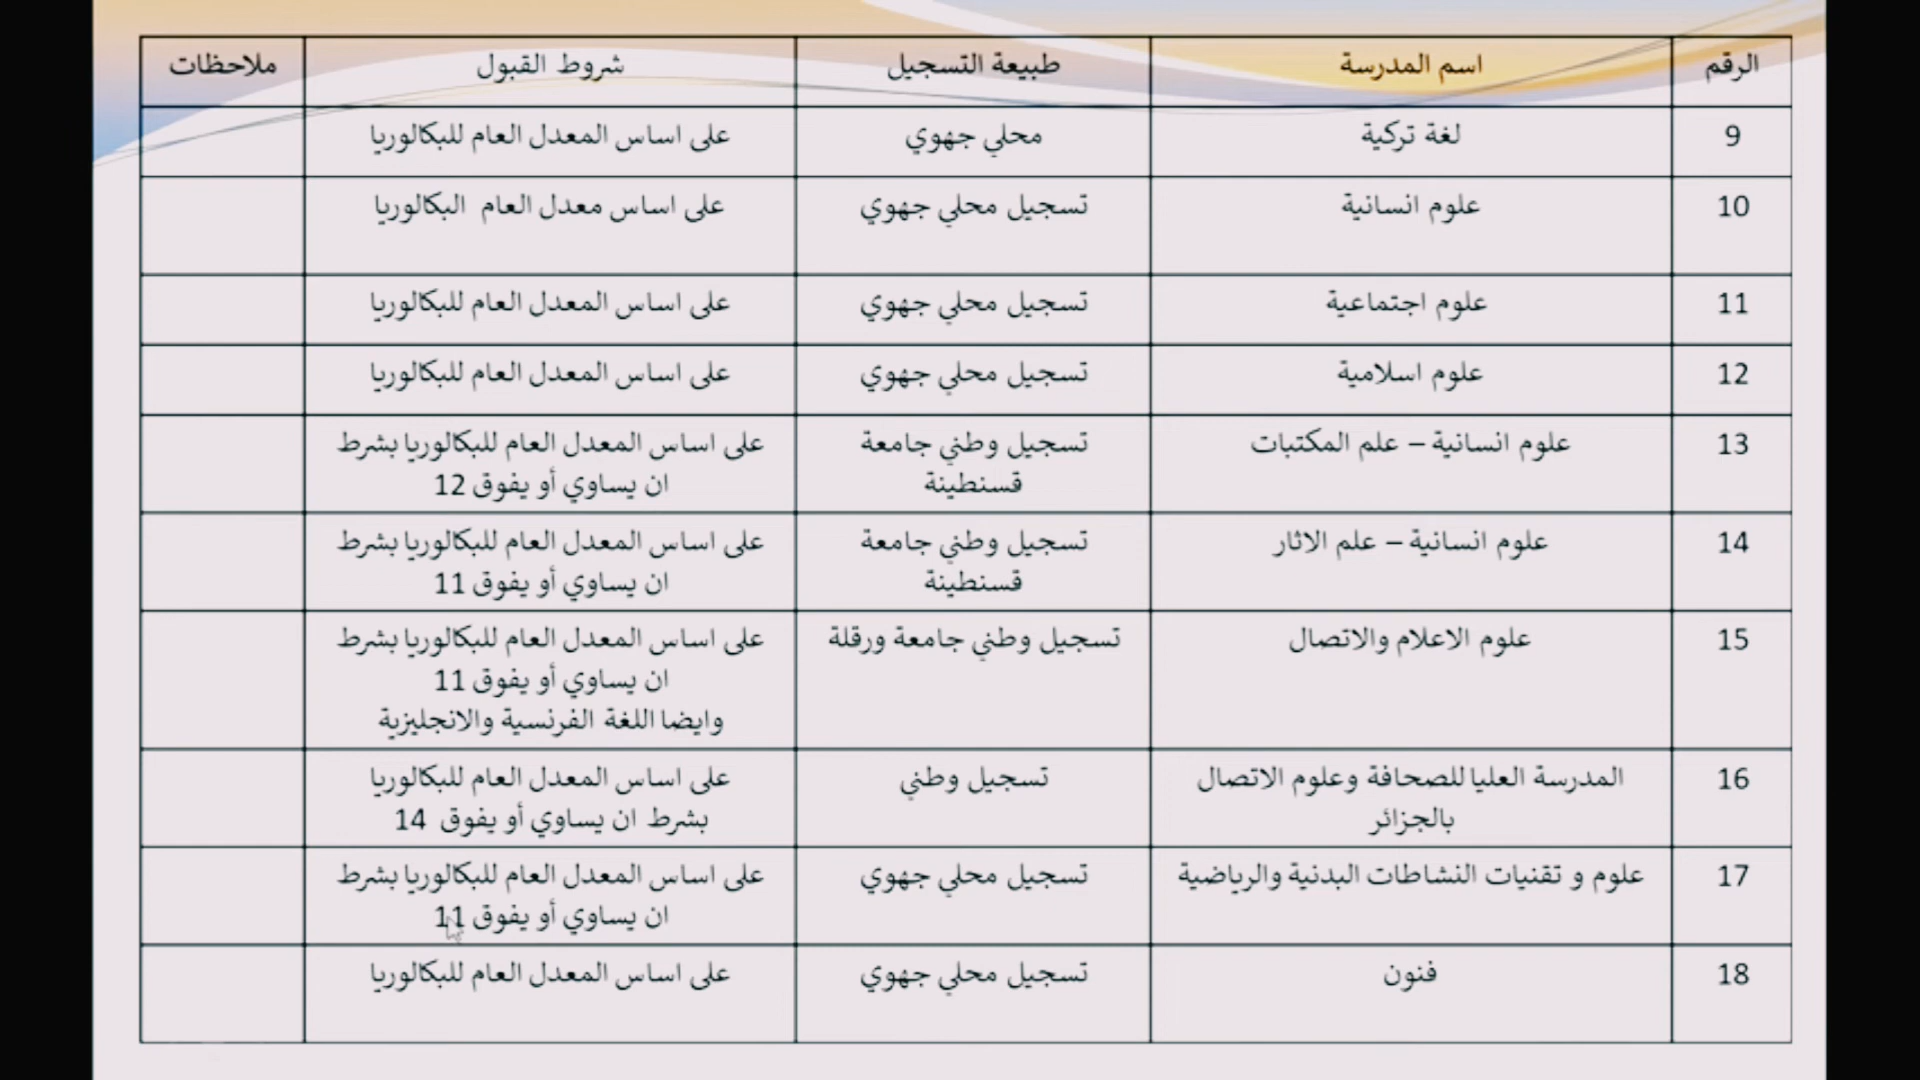 الرقم اسم المدرسة طبيعة التسجيل شروط القبول ملاحظات
9 لغة تركية محلي جهوي على اساس المعدل العام للبكالوريا
10 علوم انسانية تسجيل محلي جهوي على اساس معدل العام البكالوريا
11 علوم اجتماعية تسجيل محلي جهوي على اساس المعدل العام للبكالوريا
12 علوم اسلامية تسجيل محلي جهوي على اساس المعدل العام للبكالوريا
13 علوم انسانية – علم المكتبات تسجيل وطني جامعة على اساس المعدل العام للبكالوريا بشرط
قسنطينة ان يساوي أو يفوق 12
14 علوم انسانية – علم الاثار تسجيل وطني جامعة على اساس المعدل العام للبكالوريا بشرط
قسنطينة ان يساوي أو يفوق 11
15 علوم الاعلام والاتصال تسجيل وطني جامعة ورقلة على اساس المعدل العام للبكالوريا بشرط
ان يساوي أو يفوق 11
وايضا اللغة الفرنسية والانجليزية
16 المدرسة العليا للصحافة وعلوم الاتصال تسجيل وطني على اساس المعدل العام للبكالوريا
بالجزائر بشرط ان يساوي أو يفوق 14
17 علوم و تقنيات النشاطات البدنية والرياضية تسجيل محلي جهوي على اساس المعدل العام للبكالوريا بشرط
ان يساوي أو يفوق 11
18 فنون تسجيل محلي جهوي على اساس المعدل العام للبكالوريا